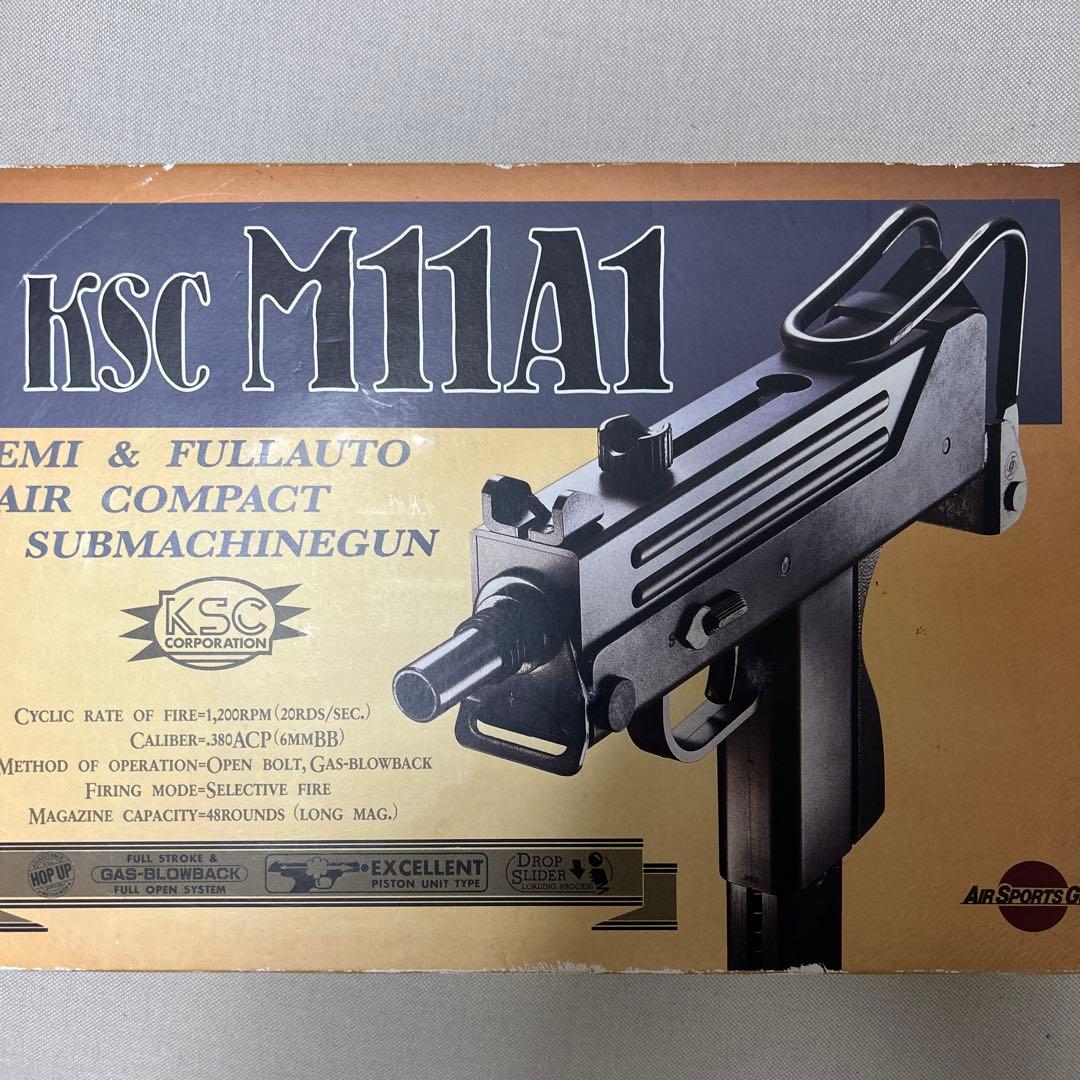 KSC M11A1
EMI & FULLAUTO
AIR COMPACT
SUBMACHINEGUN
KSC
CORPORATION
CYCLIC RATE OF FIRE=1,200RPM (20RDS/SEC.)
CALIBER=.380ACP (6MMBB)
METHOD OF OPERATION=OPEN BOLT, GAS-BLOWBACK
FIRING MODE=SELECTIVE FIRE
MAGAZINE CAPACITY=48ROUNDS (LONG MAG.)
HOP UP
FULL STROKE &
GAS-BLOWBACK
FULL OPEN SYSTEM
EXCELLENT
PISTON UNIT TYPE
DROP
SLIDER
LOADING PROCESS
AIR SPORTS G
S